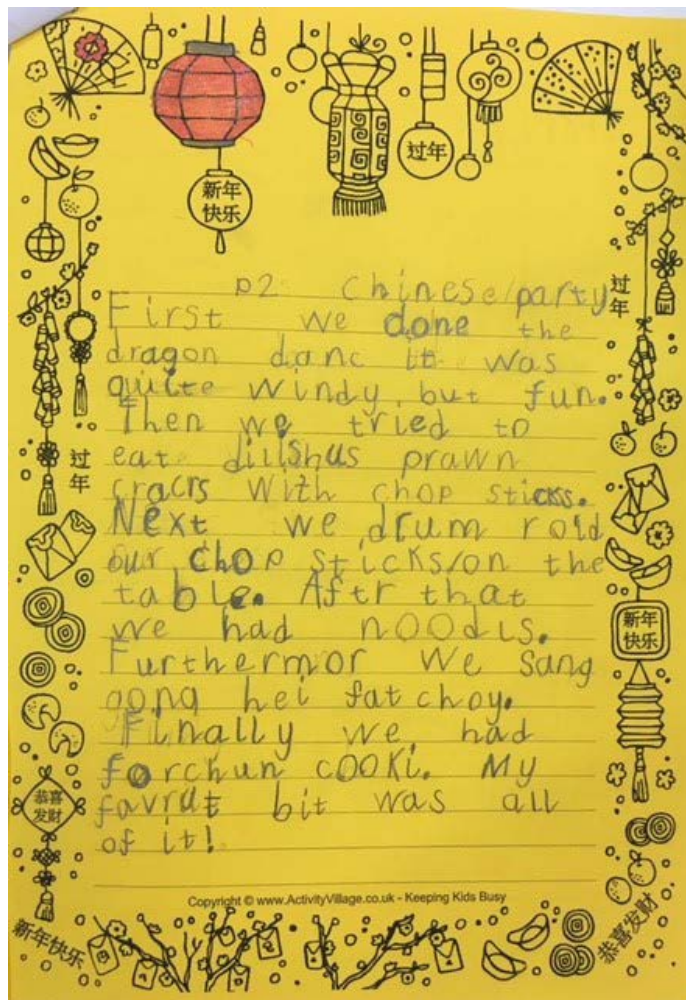 过年
新年
快乐
过年
P2 Chinese/party
First we done the
dragon danc it was
quite windy but fun.
Then we tried to
eat dilishus prawn
cracrs with chop sticks.
Next we drum rold
our chop sticks/on the
table. Aftr that
we had noodls.
Furthermor we sang
gong hei fat choy.
Finally we had
forchun cooki. My
favrut bit was all
of it!
过年
新年
快乐
恭喜
发财
Copyright © www.ActivityVillage.co.uk - Keeping Kids Busy
新年快乐
恭喜发财